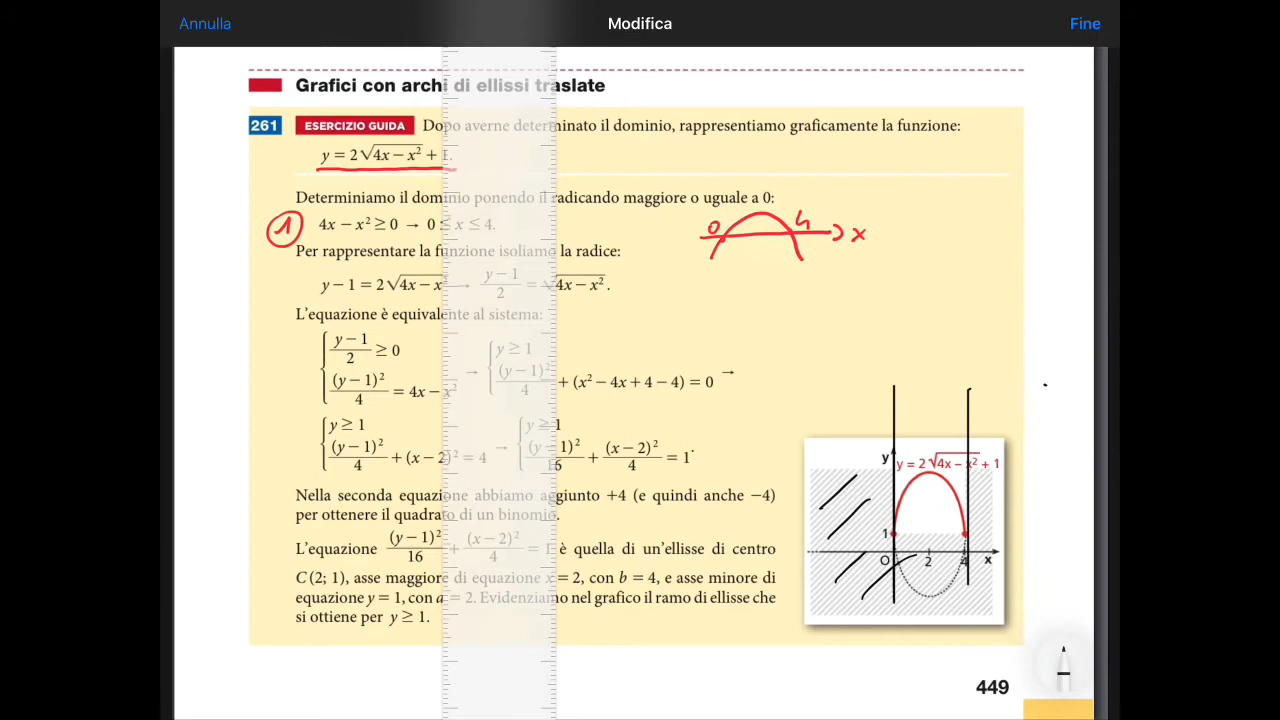 Annulla Modifica Fine
Grafici con archi di ellissi traslate
261 ESERCIZIO GUIDA Dopo averne determinato il dominio, rappresentiamo graficamente la funzione:
y = 2√(4x − x²) + 1.
Determiniamo il dominio ponendo il radicando maggiore o uguale a 0:
1 4x − x² ≥ 0 → 0 ≤ x ≤ 4.
0 4 x
Per rappresentare la funzione isoliamo la radice:
y − 1 = 2√(4x − x²) → (y − 1)/2 = √(4x − x²).
L'equazione è equivalente al sistema:
{ (y − 1)/2 ≥ 0 → { y ≥ 1
(y − 1)²/4 = 4x − x² (y − 1)²/4 + (x² − 4x + 4 − 4) = 0 →
{ y ≥ 1 → { y ≥ 1
(y − 1)²/4 + (x − 2)² = 4 (y − 1)²/16 + (x − 2)²/4 = 1.
Nella seconda equazione abbiamo aggiunto +4 (e quindi anche −4)
per ottenere il quadrato di un binomio.
L'equazione (y − 1)²/16 + (x − 2)²/4 = 1 è quella di un'ellisse di centro
C(2; 1), asse maggiore di equazione x = 2, con b = 4, e asse minore di
equazione y = 1, con a = 2. Evidenziamo nel grafico il ramo di ellisse che
si ottiene per y ≥ 1.
y y = 2√(4x − x²) + 1
1
O 2 4 x
449